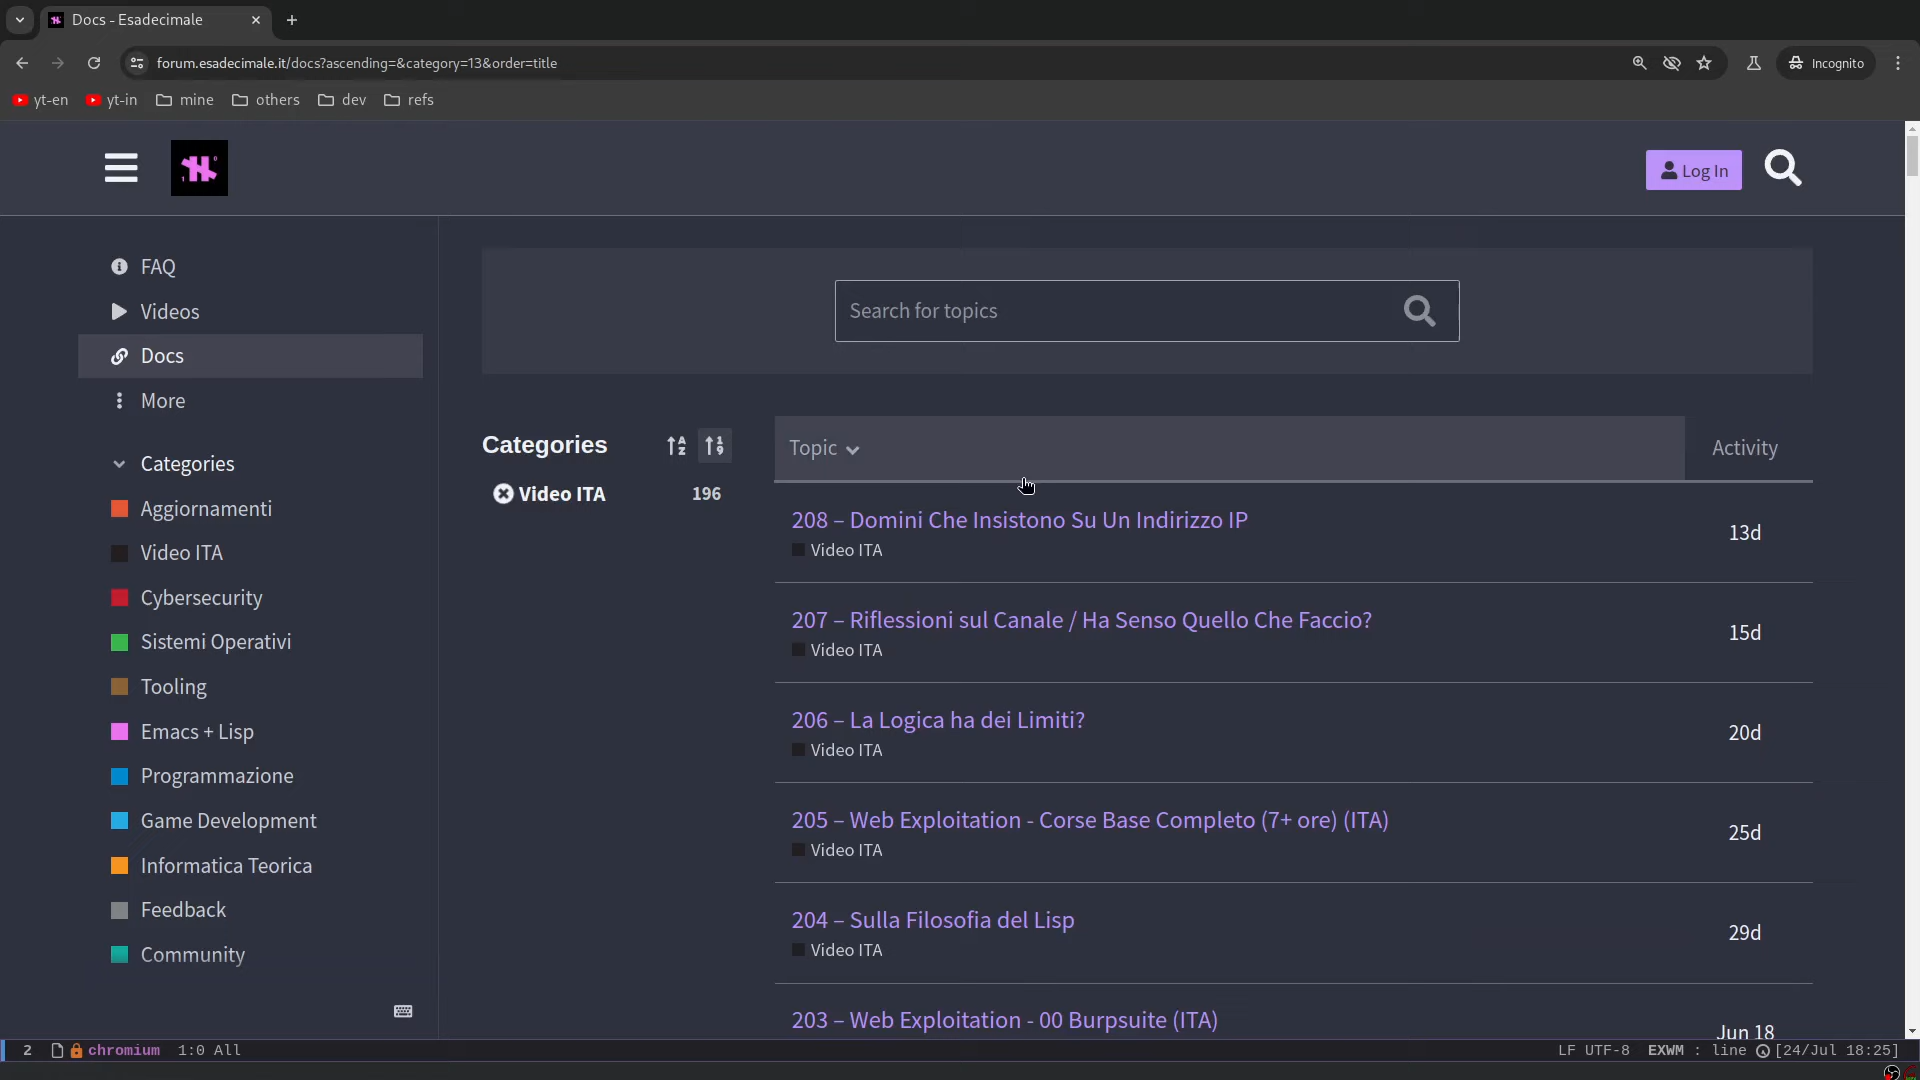 Docs - Esadecimale
forum.esadecimale.it/docs?ascending=&category=13&order=title
Incognito
yt-en
yt-in
mine
others
dev
refs
Log In
FAQ
Videos
Docs
More
Categories
Aggiornamenti
Video ITA
Cybersecurity
Sistemi Operativi
Tooling
Emacs + Lisp
Programmazione
Game Development
Informatica Teorica
Feedback
Community
Search for topics
Categories
Video ITA 196
Topic Activity
208 – Domini Che Insistono Su Un Indirizzo IP
Video ITA
13d
207 – Riflessioni sul Canale / Ha Senso Quello Che Faccio?
Video ITA
15d
206 – La Logica ha dei Limiti?
Video ITA
20d
205 – Web Exploitation - Corse Base Completo (7+ ore) (ITA)
Video ITA
25d
204 – Sulla Filosofia del Lisp
Video ITA
29d
203 – Web Exploitation - 00 Burpsuite (ITA)
Jun 18
2 chromium 1:0 All LF UTF-8 EXWM : line [24/Jul 18:25]